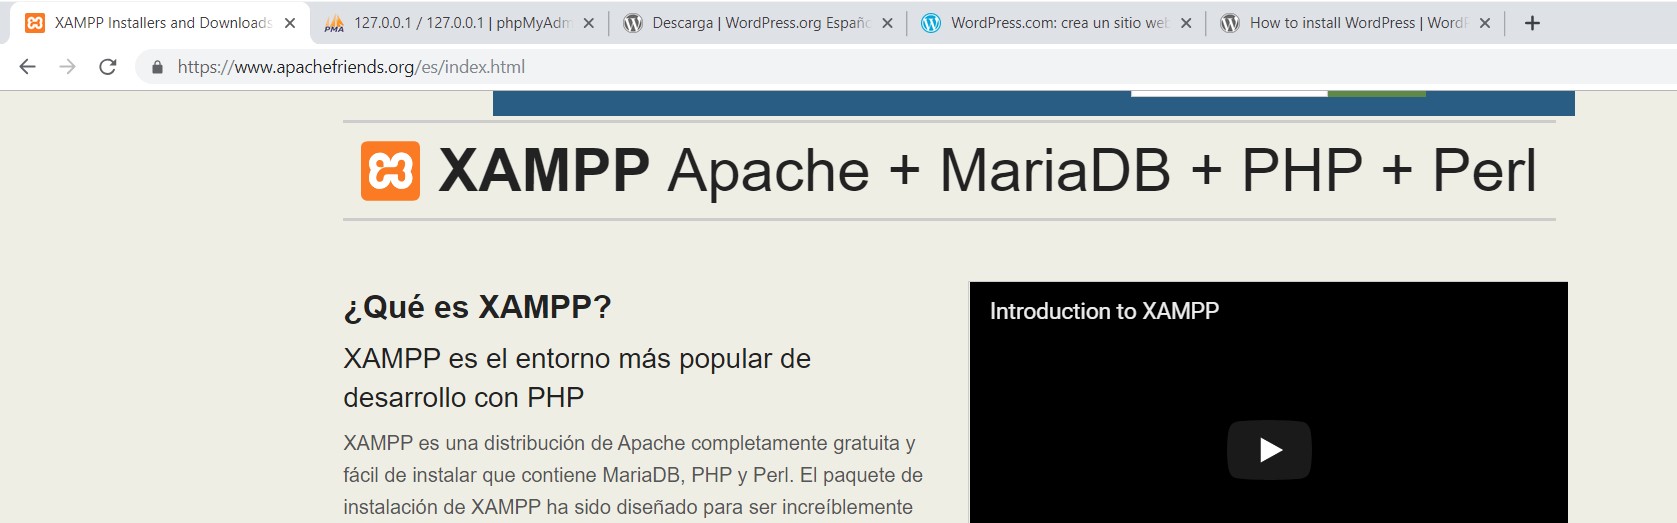 XAMPP Installers and Downloads
PMA
127.0.0.1 / 127.0.0.1 | phpMyAdm
Descarga | WordPress.org Españo
WordPress.com: crea un sitio web
How to install WordPress | WordP
https://www.apachefriends.org/es/index.html
XAMPP Apache + MariaDB + PHP + Perl
¿Qué es XAMPP?
XAMPP es el entorno más popular de
desarrollo con PHP
XAMPP es una distribución de Apache completamente gratuita y
fácil de instalar que contiene MariaDB, PHP y Perl. El paquete de
instalación de XAMPP ha sido diseñado para ser increíblemente
Introduction to XAMPP